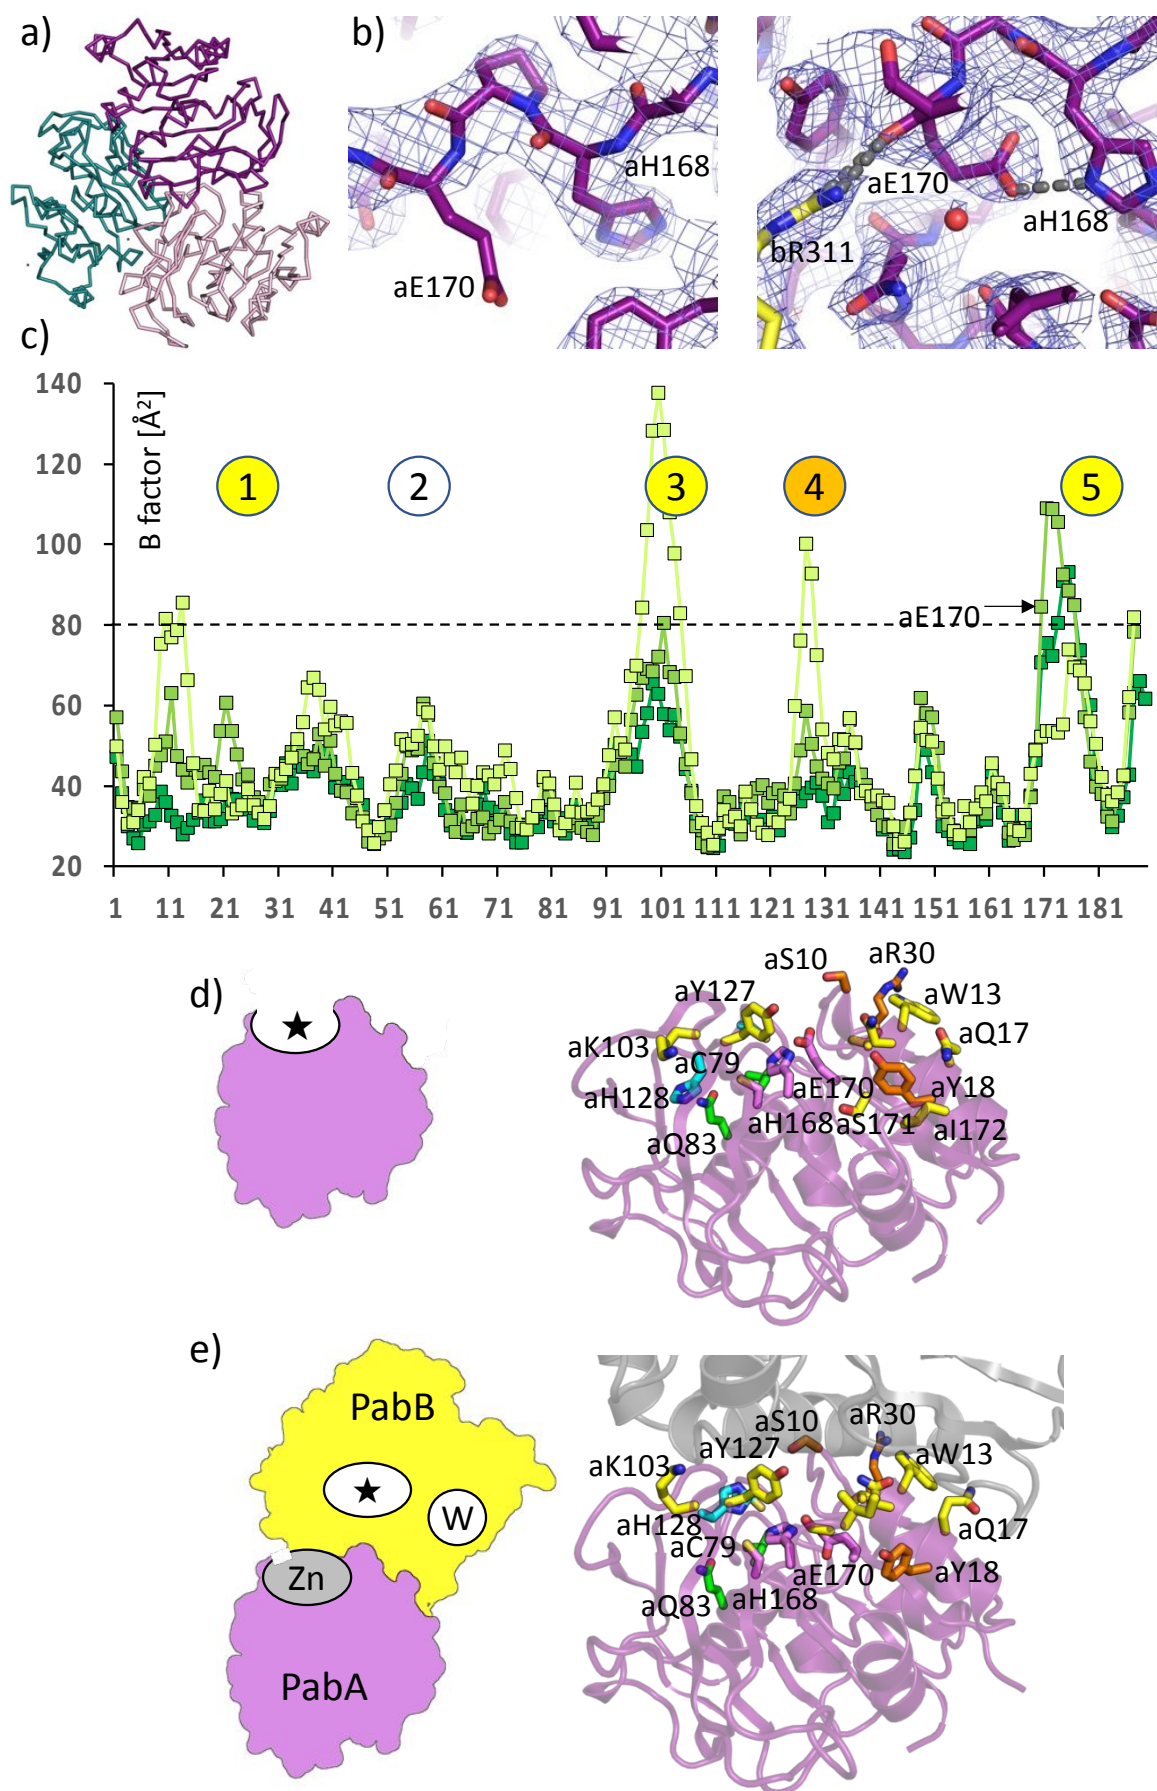 a)
b)
aH168
aE170
aE170
aH168
bR311
c)
B factor [Å²]
140
120
100
80
60
40
20
1
2
3
4
5
aE170
1 11 21 31 41 51 61 71 81 91 101 111 121 131 141 151 161 171 181
d)
aS10
aR30
aY127
aW13
aK103
aC79
aQ17
aH128
aE170
aY18
aH168
aS171
aI172
aQ83
e)
PabB
W
Zn
PabA
aS10
aR30
aY127
aW13
aK103
aH128
aQ17
aC79
aE170
aY18
aQ83
aH168